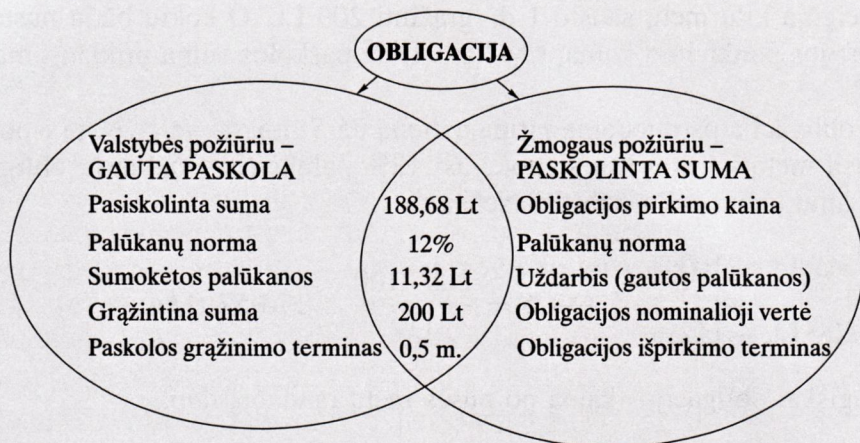 OBLIGACIJA
Valstybės požiūriu –
GAUTA PASKOLA
Žmogaus požiūriu –
PASKOLINTA SUMA
Pasiskolinta suma 188,68 Lt Obligacijos pirkimo kaina
Palūkanų norma 12% Palūkanų norma
Sumokėtos palūkanos 11,32 Lt Uždarbis (gautos palūkanos)
Grąžintina suma 200 Lt Obligacijos nominalioji vertė
Paskolos grąžinimo terminas 0,5 m. Obligacijos išpirkimo terminas